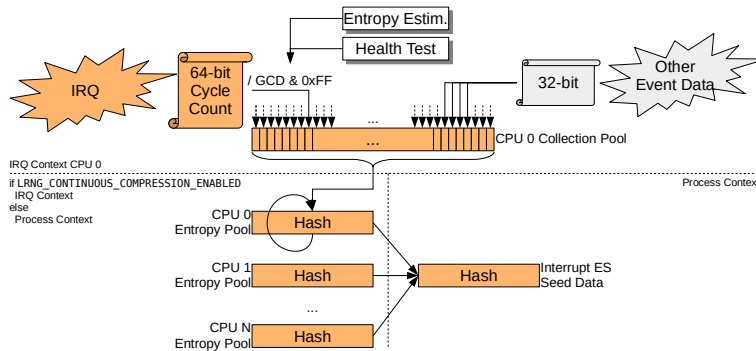 Entropy Estim.
Health Test
IRQ
64-bit
Cycle
Count
/ GCD & 0xFF
32-bit
Other
Event Data
...
...
CPU 0 Collection Pool
IRQ Context CPU 0
if LRNG_CONTINUOUS_COMPRESSION_ENABLED
IRQ Context
else
Process Context
Process Context
CPU 0
Entropy Pool
Hash
CPU 1
Entropy Pool
Hash
Hash
Interrupt ES
Seed Data
...
CPU N
Entropy Pool
Hash